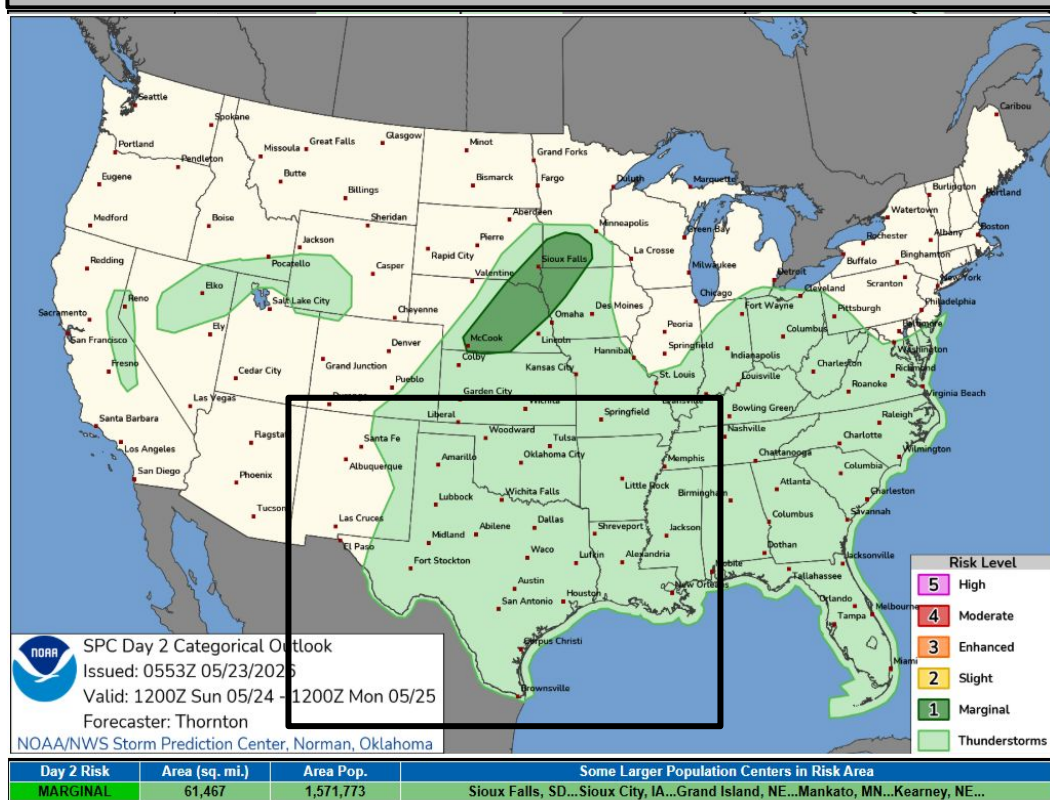 Seattle
Spokane
Portland
Pendleton
Eugene
Medford
Boise
Missoula
Great Falls
Glasgow
Butte
Billings
Minot
Bismarck
Grand Forks
Fargo
Duluth
Marquette
Caribou
Burlington
Portland
Watertown
Albany
Boston
Rochester
Buffalo
Binghamton
Scranton
New York
Philadelphia
Baltimore
Washington
Aberdeen
Minneapolis
Green Bay
Pierre
Rapid City
Sheridan
Jackson
Pocatello
Casper
Valentine
Sioux Falls
La Crosse
Milwaukee
Detroit
Chicago
Redding
Reno
Elko
Salt Lake City
Ely
Sacramento
San Francisco
Fresno
Cheyenne
Denver
Grand Junction
Pueblo
Cedar City
Las Vegas
Durango
McCook
Colby
Omaha
Lincoln
Des Moines
Peoria
Springfield
Hannibal
Kansas City
St. Louis
Fort Wayne
Cleveland
Pittsburgh
Columbus
Indianapolis
Louisville
Evansville
Charleston
Roanoke
Richmond
Virginia Beach
Garden City
Liberal
Wichita
Springfield
Bowling Green
Nashville
Raleigh
Charlotte
Wilmington
Santa Barbara
Los Angeles
San Diego
Flagstaff
Phoenix
Tucson
Santa Fe
Albuquerque
Las Cruces
El Paso
Woodward
Tulsa
Amarillo
Oklahoma City
Lubbock
Wichita Falls
Midland
Abilene
Dallas
Fort Stockton
Waco
Austin
San Antonio
Houston
Lufkin
Shreveport
Alexandria
Little Rock
Memphis
Jackson
Birmingham
Chattanooga
Atlanta
Columbia
Charleston
Columbus
Savannah
Dothan
Mobile
New Orleans
Tallahassee
Jacksonville
Orlando
Tampa
Melbourne
Miami
Corpus Christi
Brownsville
Risk Level
5 High
4 Moderate
3 Enhanced
2 Slight
1 Marginal
Thunderstorms
NOAA
SPC Day 2 Categorical Outlook
Issued: 0553Z 05/23/2026
Valid: 1200Z Sun 05/24 - 1200Z Mon 05/25
Forecaster: Thornton
NOAA/NWS Storm Prediction Center, Norman, Oklahoma
Day 2 Risk Area (sq. mi.) Area Pop. Some Larger Population Centers in Risk Area
MARGINAL 61,467 1,571,773 Sioux Falls, SD...Sioux City, IA...Grand Island, NE...Mankato, MN...Kearney, NE...